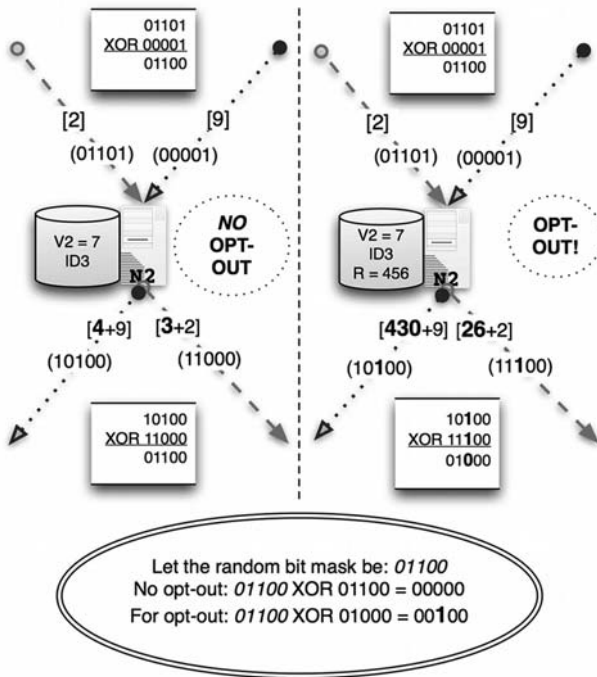 01101
XOR 00001
01100
[2]
[9]
(01101)
(00001)
V2 = 7
ID3
N2
NO
OPT-
OUT
[4+9]
[3+2]
(10100)
(11000)
10100
XOR 11000
01100
01101
XOR 00001
01100
[2]
[9]
(01101)
(00001)
V2 = 7
ID3
R = 456
N2
OPT-
OUT!
[430+9]
[26+2]
(10100)
(11100)
10100
XOR 11100
01000
Let the random bit mask be: 01100
No opt-out: 01100 XOR 01100 = 00000
For opt-out: 01100 XOR 01000 = 00100